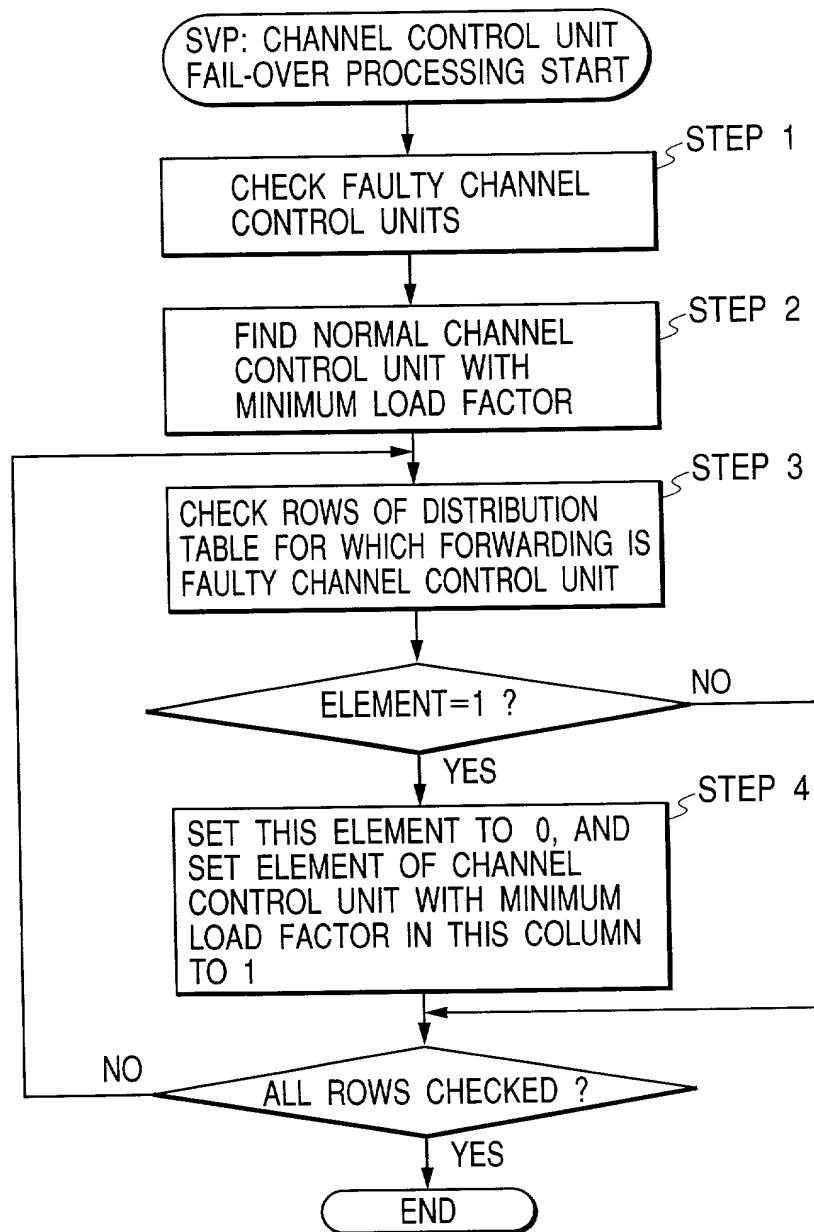 SVP: CHANNEL CONTROL UNIT
FAIL-OVER PROCESSING START
STEP 1
CHECK FAULTY CHANNEL
CONTROL UNITS
STEP 2
FIND NORMAL CHANNEL
CONTROL UNIT WITH
MINIMUM LOAD FACTOR
STEP 3
CHECK ROWS OF DISTRIBUTION
TABLE FOR WHICH FORWARDING IS
FAULTY CHANNEL CONTROL UNIT
ELEMENT=1 ?
NO
YES
STEP 4
SET THIS ELEMENT TO 0, AND
SET ELEMENT OF CHANNEL
CONTROL UNIT WITH MINIMUM
LOAD FACTOR IN THIS COLUMN
TO 1
NO
ALL ROWS CHECKED ?
YES
END